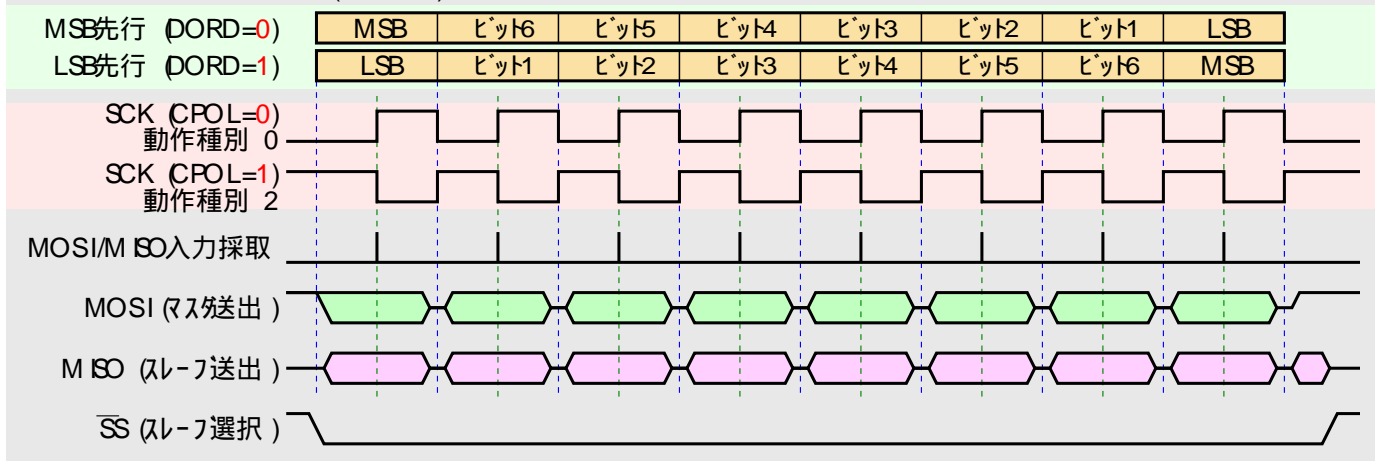 MSB先行 (DORD=0) MSB ビット6 ビット5 ビット4 ビット3 ビット2 ビット1 LSB
LSB先行 (DORD=1) LSB ビット1 ビット2 ビット3 ビット4 ビット5 ビット6 MSB
SCK (CPOL=0)
動作種別 0
SCK (CPOL=1)
動作種別 2
MOSI/MISO入力採取
MOSI (マスタ送出)
MISO (スレーブ送出)
SS (スレーブ選択)